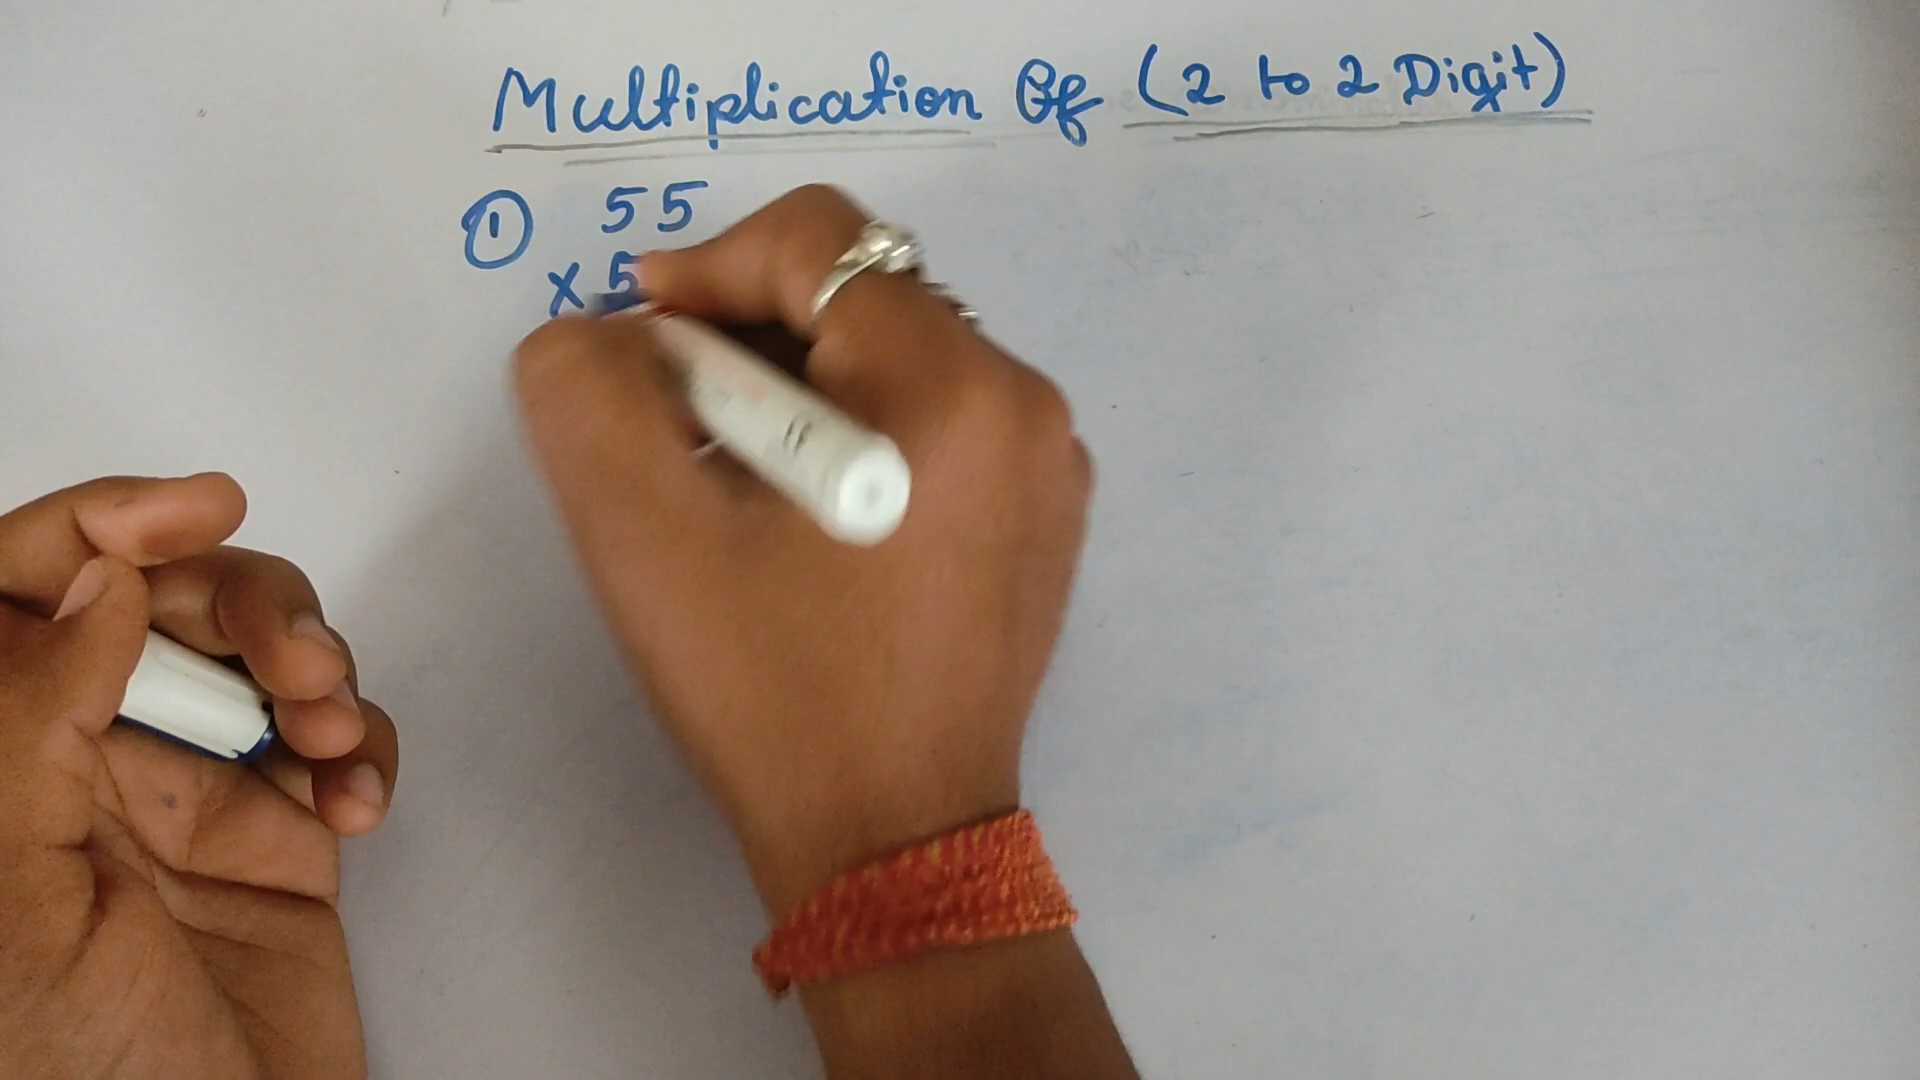 Multiplication Of (2 to 2 Digit)
① 55
x 5